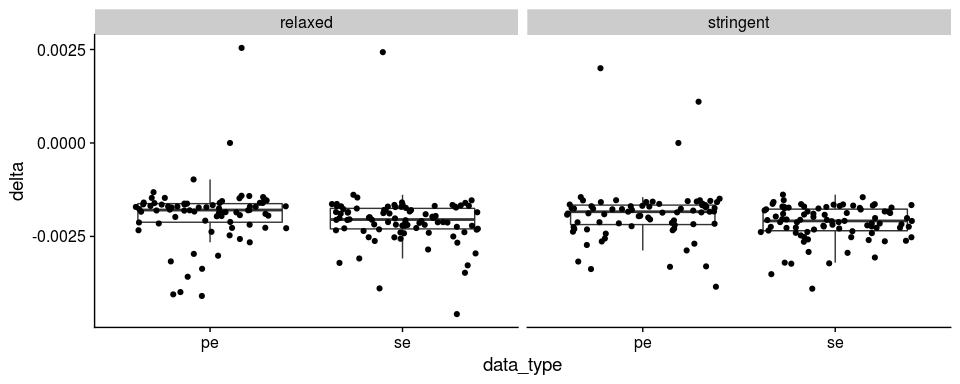 relaxed
stringent
0.0025
0.0000
-0.0025
delta
pe
se
pe
se
data_type